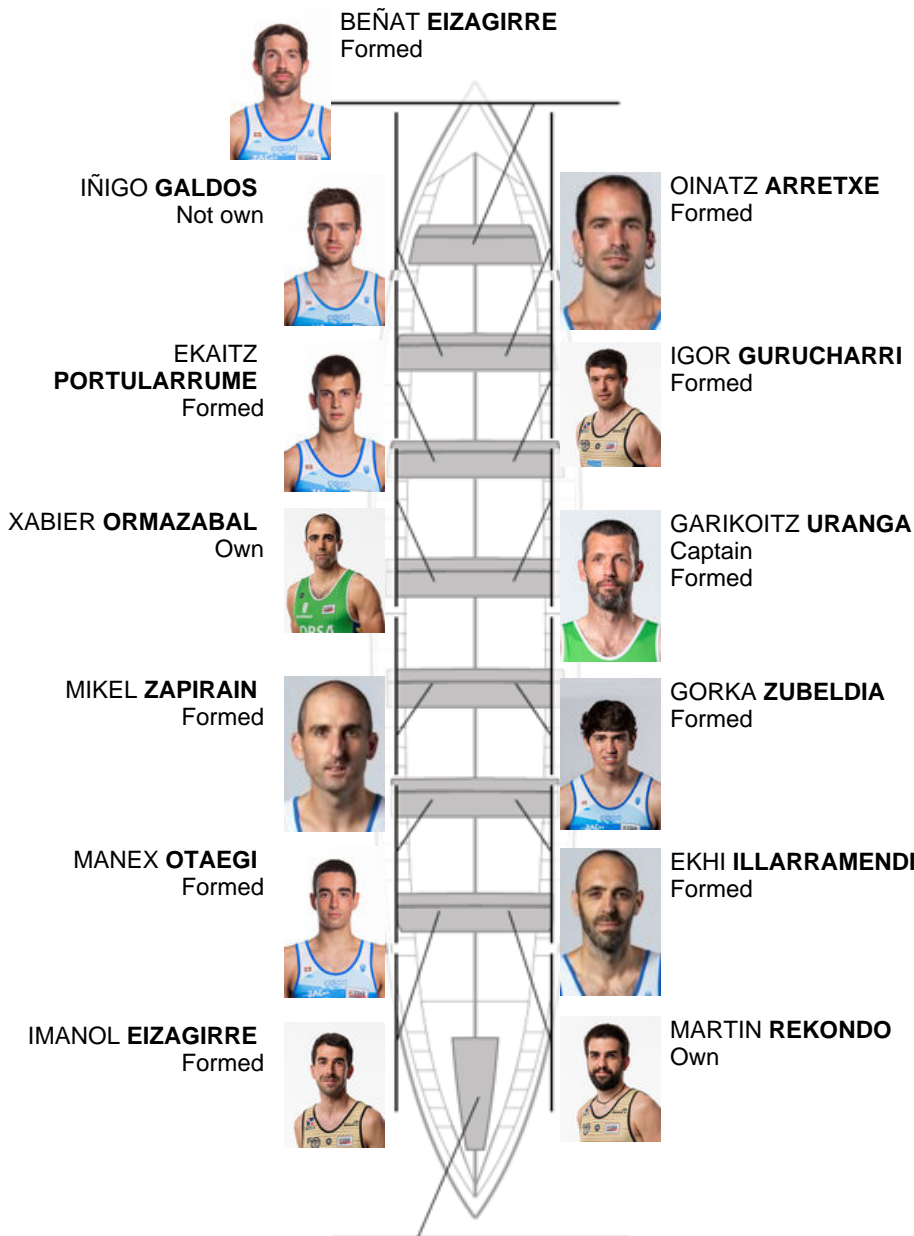 BEÑAT EIZAGIRRE
Formed
IÑIGO GALDOS
Not own
OINATZ ARRETXE
Formed
EKAITZ
PORTULARRUME
Formed
IGOR GURUCHARRI
Formed
XABIER ORMAZABAL
Own
GARIKOITZ URANGA
Captain
Formed
MIKEL ZAPIRAIN
Formed
GORKA ZUBELDIA
Formed
MANEX OTAEGI
Formed
EKHI ILLARRAMENDI
Formed
IMANOL EIZAGIRRE
Formed
MARTIN REKONDO
Own